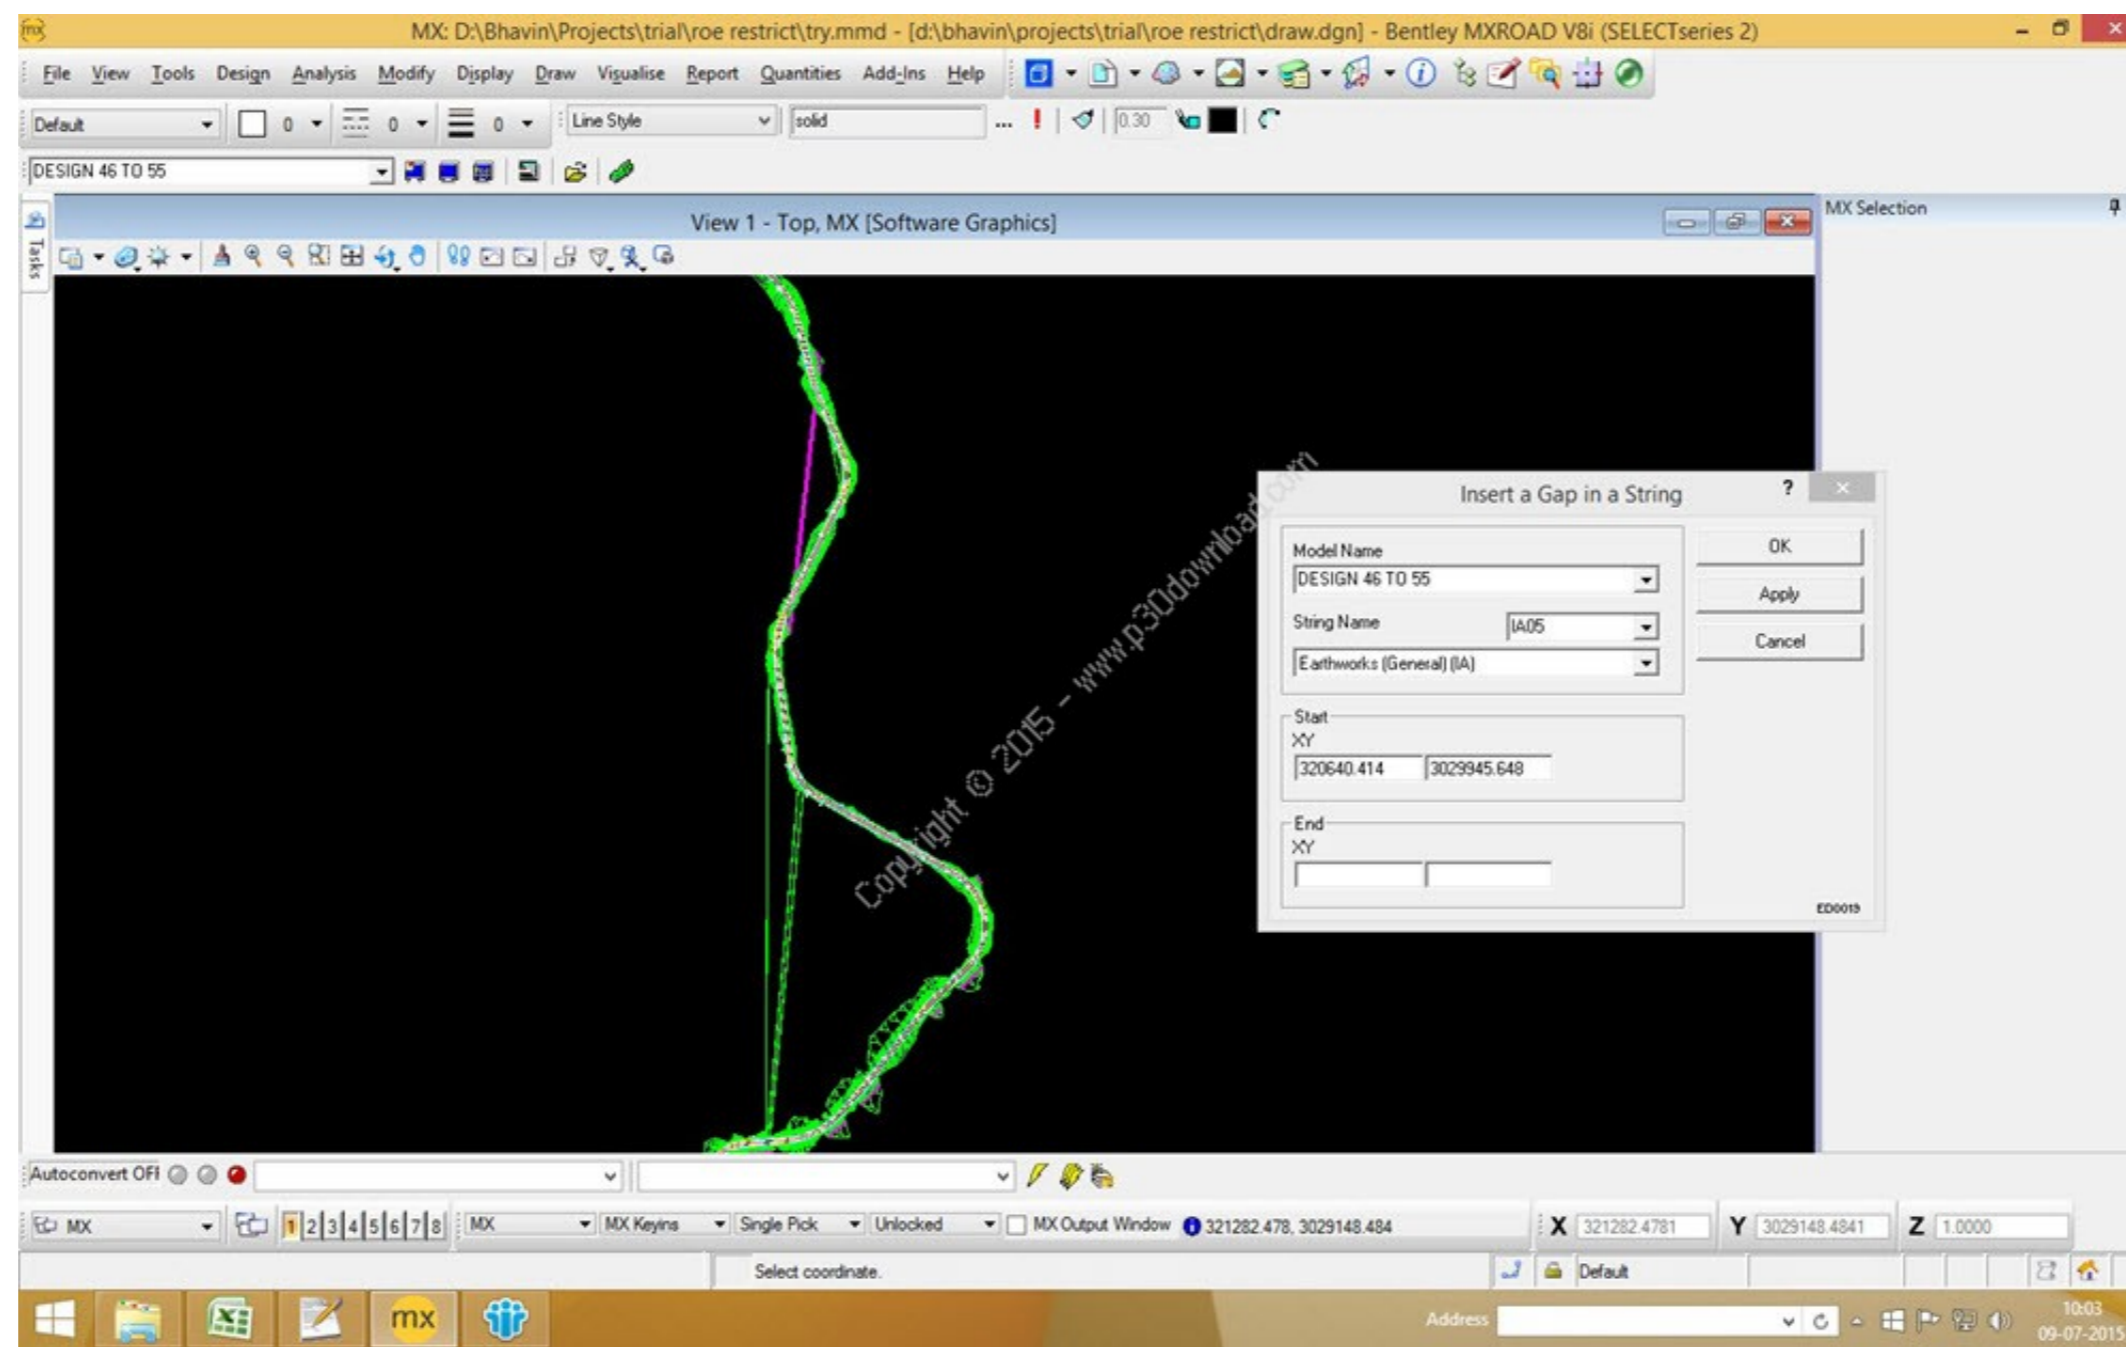 mx MX: D:\Bhavin\Projects\trial\roe restrict\try.mmd - [d:\bhavin\projects\trial\roe restrict\draw.dgn] - Bentley MXROAD V8i (SELECTseries 2)
File View Tools Design Analysis Modify Display Draw Visualise Report Quantities Add-Ins Help
Default 0 0 0 Line Style solid ... ! 0.30
DESIGN 46 TO 55
View 1 - Top, MX [Software Graphics]
MX Selection
Tasks
Copyright © 2015 - www.p30download.com
Insert a Gap in a String ?
Model Name
DESIGN 46 TO 55
String Name IA05
Earthworks (General) (IA)
OK
Apply
Cancel
Start
XY
320640.414 3029945.648
End
XY
ED0019
Autoconvert OFF
MX 1 2 3 4 5 6 7 8 MX MX Keyins Single Pick Unlocked MX Output Window 321282.478, 3029148.484 X 321282.4781 Y 3029148.4841 Z 1.0000
Select coordinate. Default
mx Address 10:03
09-07-2015